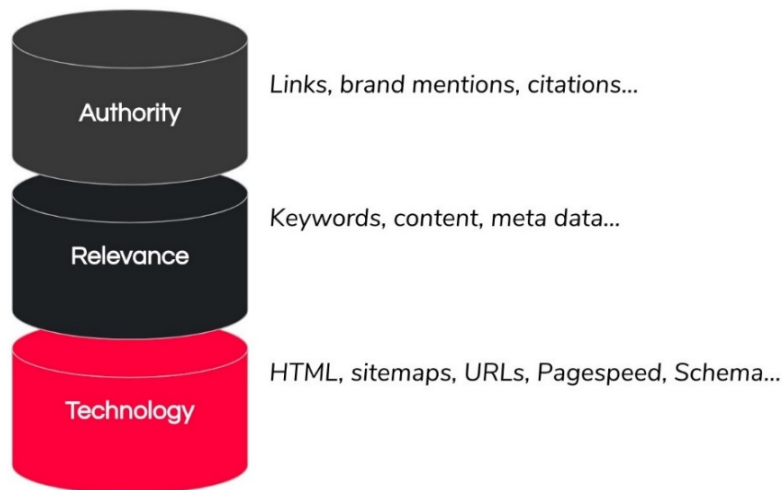 Authority
Links, brand mentions, citations...
Relevance
Keywords, content, meta data...
Technology
HTML, sitemaps, URLs, Pagespeed, Schema...